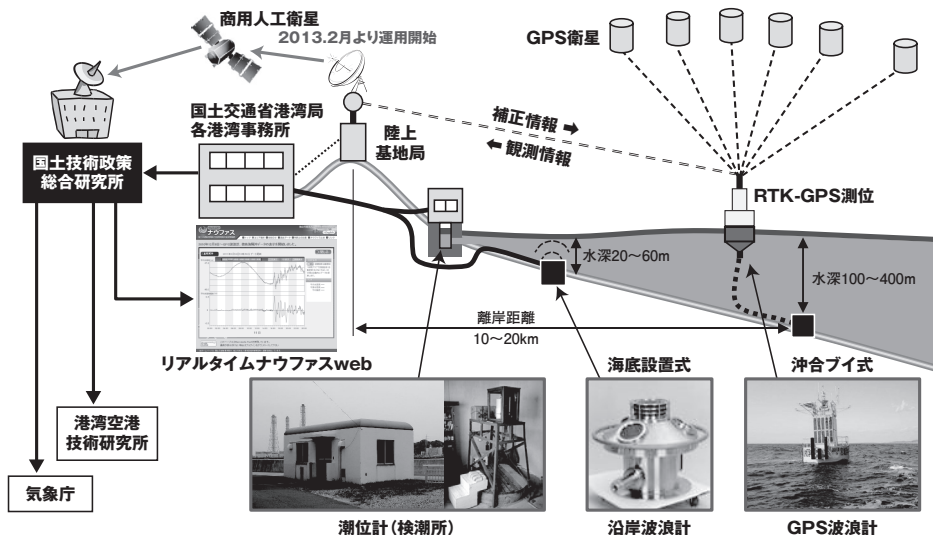 商用人工衛星
2013.2月より運用開始
GPS衛星
国土交通省港湾局
各港湾事務所
陸上
基地局
補正情報
観測情報
国土技術政策
総合研究所
RTK-GPS測位
ナウファス
水深20〜60m
水深100〜400m
離岸距離
10〜20km
リアルタイムナウファスweb
海底設置式
沖合ブイ式
港湾空港
技術研究所
気象庁
潮位計(検潮所)
沿岸波浪計
GPS波浪計